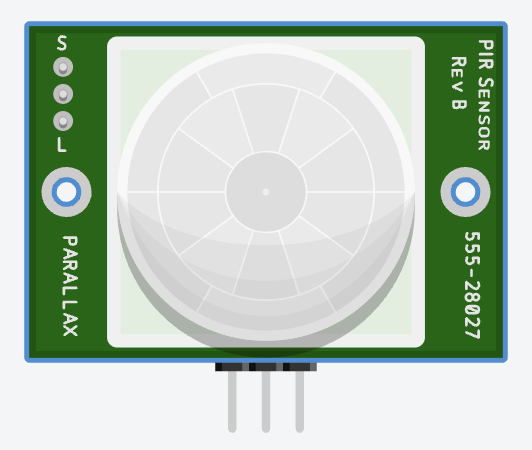 S
L
PARALLAX
PIR SENSOR
REV B
555-28027